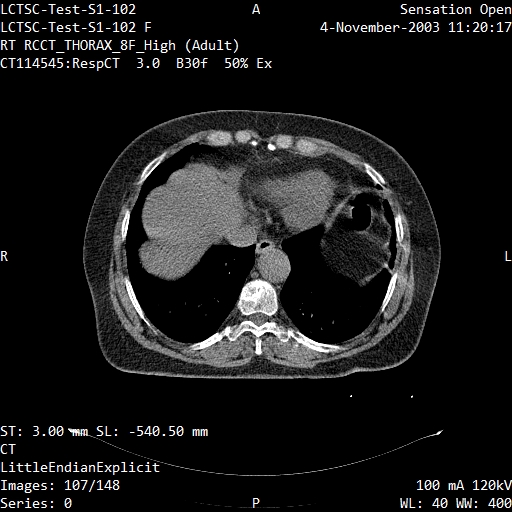 LCTSC-Test-S1-102
A
Sensation Open
LCTSC-Test-S1-102 F
4-November-2003 11:20:17
RT RCCT_THORAX_8F_High (Adult)
CT114545:RespCT 3.0 B30f 50% Ex
R
L
ST: 3.00 mm SL: -540.50 mm
CT
LittleEndianExplicit
Images: 107/148
100 mA 120kV
Series: 0
P
WL: 40 WW: 400